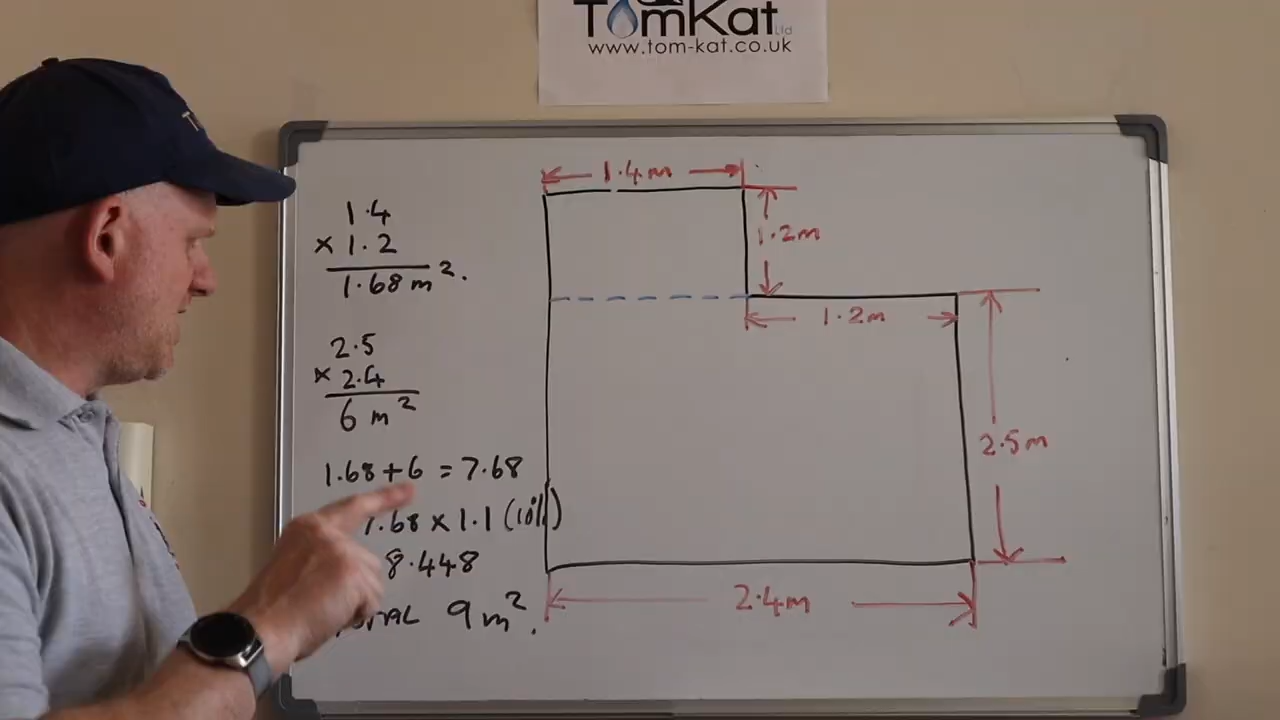 TomKat Ltd
www.tom-kat.co.uk
1.4m
1.2m
1.2m
2.5m
2.4m
1.4
× 1.2
1.68 m².
2.5
× 2.4
6 m²
1.68 + 6 = 7.68
7.68 × 1.1 (10%)
8.448
9 m².